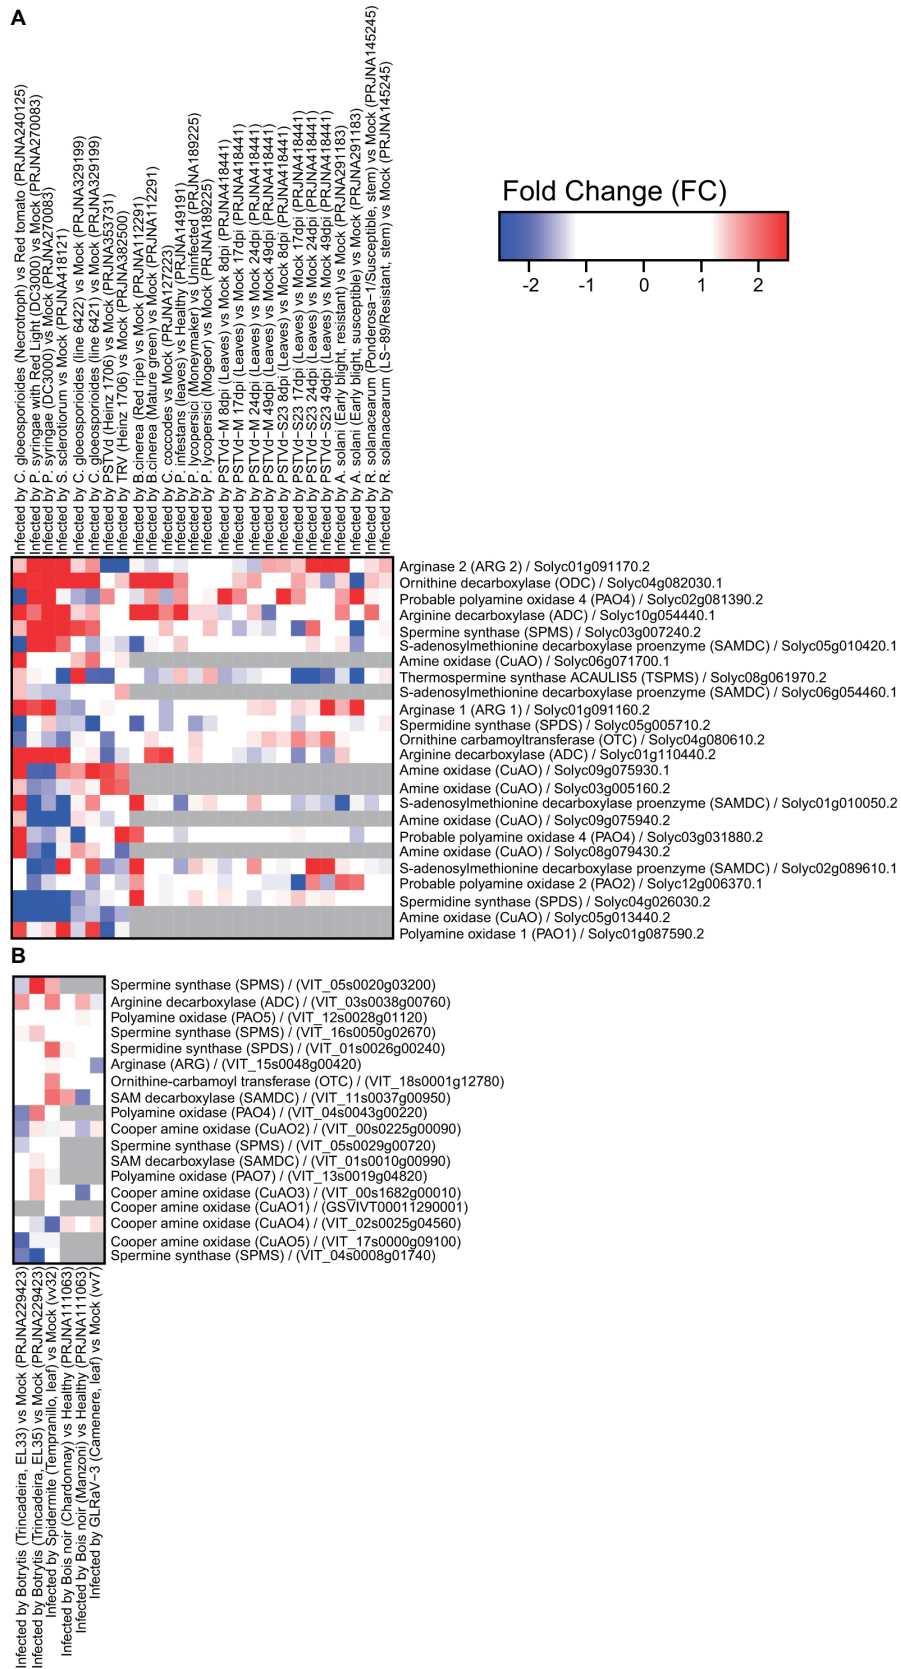 A
Infected by C. gloeosporioides (Necrotroph) vs Red tomato (PRJNA240125)
Infected by P. syringae with Red Light (DC3000) vs Mock (PRJNA270083)
Infected by P. syringae (DC3000) vs Mock (PRJNA270083)
Infected by S. sclerotiorum vs Mock (PRJNA418121)
Infected by C. gloeosporioides (line 6422) vs Mock (PRJNA329199)
Infected by C. gloeosporioides (line 6421) vs Mock (PRJNA329199)
Infected by PSTVd (Heinz 1706) vs Mock (PRJNA353731)
Infected by TRV (Heinz 1706) vs Mock (PRJNA382500)
Infected by B.cinerea (Red ripe) vs Mock (PRJNA112291)
Infected by B.cinerea (Mature green) vs Mock (PRJNA112291)
Infected by C. coccodes vs Mock (PRJNA127223)
Infected by P. infestans (leaves) vs Healthy (PRJNA149191)
Infected by P. lycopersici (Moneymaker) vs Uninfected (PRJNA189225)
Infected by P. lycopersici (Mogeor) vs Mock (PRJNA189225)
Infected by PSTVd−M 8dpi (Leaves) vs Mock 8dpi (PRJNA418441)
Infected by PSTVd−M 17dpi (Leaves) vs Mock 17dpi (PRJNA418441)
Infected by PSTVd−M 24dpi (Leaves) vs Mock 24dpi (PRJNA418441)
Infected by PSTVd−M 49dpi (Leaves) vs Mock 49dpi (PRJNA418441)
Infected by PSTVd−S23 8dpi (Leaves) vs Mock 8dpi (PRJNA418441)
Infected by PSTVd−S23 17dpi (Leaves) vs Mock 17dpi (PRJNA418441)
Infected by PSTVd−S23 24dpi (Leaves) vs Mock 24dpi (PRJNA418441)
Infected by PSTVd−S23 49dpi (Leaves) vs Mock 49dpi (PRJNA418441)
Infected by A. solani (Early blight, resistant) vs Mock (PRJNA291183)
Infected by A. solani (Early blight, susceptible) vs Mock (PRJNA291183)
Infected by R. solanacearum (Ponderosa−1/Susceptible, stem) vs Mock (PRJNA145245)
Infected by R. solanacearum (LS−89/Resistant, stem) vs Mock (PRJNA145245)
Fold Change (FC)
-2 -1 0 1 2
Arginase 2 (ARG 2) / Solyc01g091170.2
Ornithine decarboxylase (ODC) / Solyc04g082030.1
Probable polyamine oxidase 4 (PAO4) / Solyc02g081390.2
Arginine decarboxylase (ADC) / Solyc10g054440.1
Spermine synthase (SPMS) / Solyc03g007240.2
S-adenosylmethionine decarboxylase proenzyme (SAMDC) / Solyc05g010420.1
Amine oxidase (CuAO) / Solyc06g071700.1
Thermospermine synthase ACAULIS5 (TSPMS) / Solyc08g061970.2
S-adenosylmethionine decarboxylase proenzyme (SAMDC) / Solyc06g054460.1
Arginase 1 (ARG 1) / Solyc01g091160.2
Spermidine synthase (SPDS) / Solyc05g005710.2
Ornithine carbamoyltransferase (OTC) / Solyc04g080610.2
Arginine decarboxylase (ADC) / Solyc01g110440.2
Amine oxidase (CuAO) / Solyc09g075930.1
Amine oxidase (CuAO) / Solyc03g005160.2
S-adenosylmethionine decarboxylase proenzyme (SAMDC) / Solyc01g010050.2
Amine oxidase (CuAO) / Solyc09g075940.2
Probable polyamine oxidase 4 (PAO4) / Solyc03g031880.2
Amine oxidase (CuAO) / Solyc08g079430.2
S-adenosylmethionine decarboxylase proenzyme (SAMDC) / Solyc02g089610.1
Probable polyamine oxidase 2 (PAO2) / Solyc12g006370.1
Spermidine synthase (SPDS) / Solyc04g026030.2
Amine oxidase (CuAO) / Solyc05g013440.2
Polyamine oxidase 1 (PAO1) / Solyc01g087590.2
B
Spermine synthase (SPMS) / (VIT_05s0020g03200)
Arginine decarboxylase (ADC) / (VIT_03s0038g00760)
Polyamine oxidase (PAO5) / (VIT_12s0028g01120)
Spermine synthase (SPMS) / (VIT_16s0050g02670)
Spermidine synthase (SPDS) / (VIT_01s0026g00240)
Arginase (ARG) / (VIT_15s0048g00420)
Ornithine-carbamoyl transferase (OTC) / (VIT_18s0001g12780)
SAM decarboxylase (SAMDC) / (VIT_11s0037g00950)
Polyamine oxidase (PAO4) / (VIT_04s0043g00220)
Cooper amine oxidase (CuAO2) / (VIT_00s0225g00090)
Spermine synthase (SPMS) / (VIT_05s0029g00720)
SAM decarboxylase (SAMDC) / (VIT_01s0010g00990)
Polyamine oxidase (PAO7) / (VIT_13s0019g04820)
Cooper amine oxidase (CuAO3) / (VIT_00s1682g00010)
Cooper amine oxidase (CuAO1) / (GSVIVT00011290001)
Cooper amine oxidase (CuAO4) / (VIT_02s0025g04560)
Cooper amine oxidase (CuAO5) / (VIT_17s0000g09100)
Spermine synthase (SPMS) / (VIT_04s0008g01740)
Infected by Botrytis (Trincadeira, EL33) vs Mock (PRJNA229423)
Infected by Botrytis (Trincadeira, EL35) vs Mock (PRJNA229423)
Infected by Spidermite (Tempranillo, leaf) vs Mock (vv32)
Infected by Bois noir (Chardonnay) vs Healthy (PRJNA111063)
Infected by Bois noir (Manzoni) vs Healthy (PRJNA111063)
Infected by GLRaV−3 (Camenere, leaf) vs Mock (vv7)